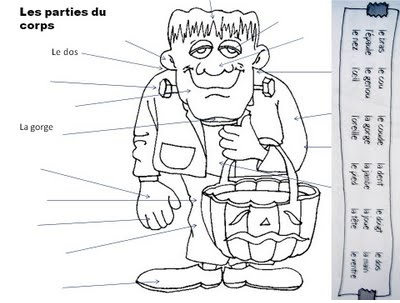 Les parties du
corps
Le dos
La gorge
le bras le cou le coude la dent le doigt le dos
l'épaule le genou la gorge la jambe la joue la main
le nez l'œil l'oreille le pied la tête le ventre